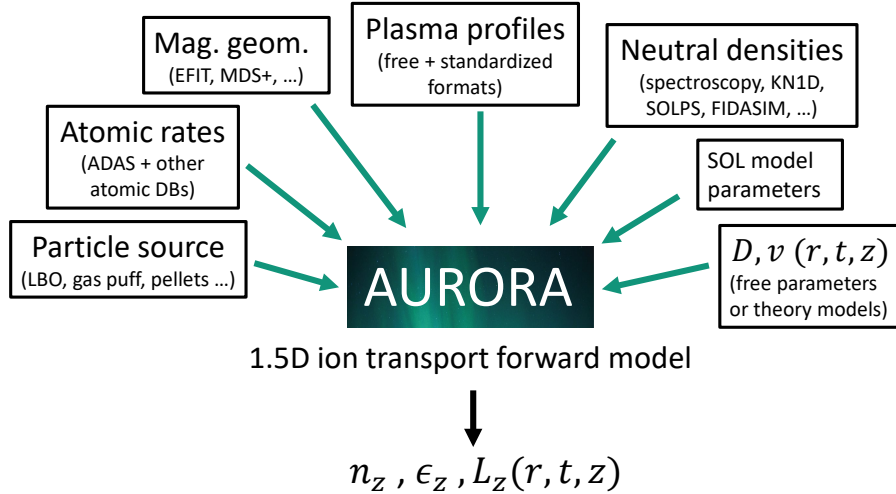 Mag. geom.
(EFIT, MDS+, …)
Plasma profiles
(free + standardized
formats)
Neutral densities
(spectroscopy, KN1D,
SOLPS, FIDASIM, …)
Atomic rates
(ADAS + other
atomic DBs)
SOL model
parameters
Particle source
(LBO, gas puff, pellets …)
D, v (r, t, z)
(free parameters
or theory models)
AURORA
1.5D ion transport forward model
n_z , ϵ_z , L_z(r, t, z)